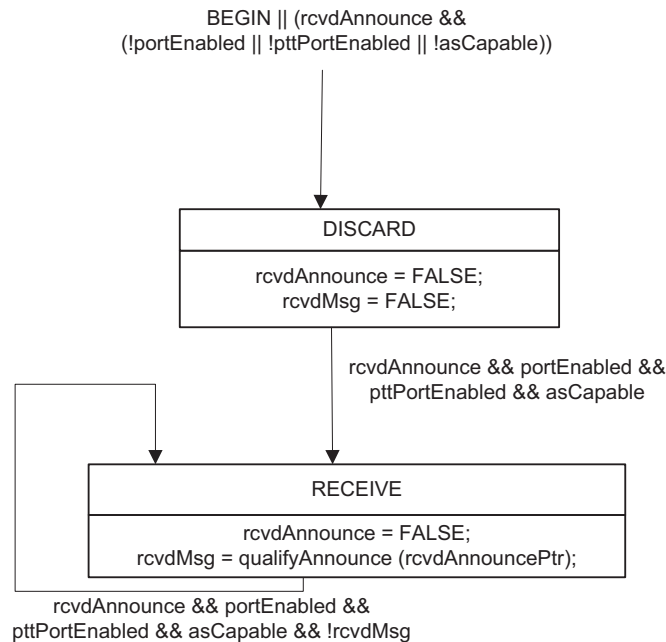 BEGIN || (rcvdAnnounce &&
(!portEnabled || !pttPortEnabled || !asCapable))
DISCARD
rcvdAnnounce = FALSE;
rcvdMsg = FALSE;
rcvdAnnounce && portEnabled &&
pttPortEnabled && asCapable
RECEIVE
rcvdAnnounce = FALSE;
rcvdMsg = qualifyAnnounce (rcvdAnnouncePtr);
rcvdAnnounce && portEnabled &&
pttPortEnabled && asCapable && !rcvdMsg